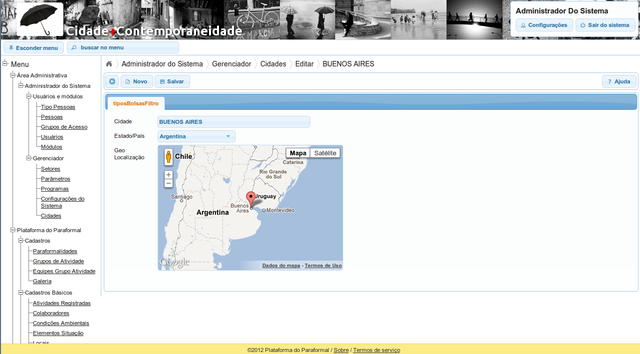 Cidade+Contemporaneidade
Administrador Do Sistema
Configurações
Sair do sistema
Esconder menu
buscar no menu
Menu
Área Administrativa
Administrador do Sistema
Usuários e módulos
Tipo Pessoas
Pessoas
Grupos de Acesso
Usuários
Módulos
Gerenciador
Setores
Parâmetros
Programas
Configurações do
Sistema
Cidades
Plataforma do Paraformal
Cadastros
Paraformalidades
Grupos de Atividade
Equipes Grupo Atividade
Galeria
Cadastros Básicos
Atividades Registradas
Colaboradores
Condições Ambientais
Elementos Situação
Locais
Administrador do Sistema
Gerenciador
Cidades
Editar
BUENOS AIRES
Novo
Salvar
? Ajuda
tiposBolsasFiltro
Cidade
BUENOS AIRES
Estado/País
Argentina
Geo
Localização
Mapa
Satélite
Chile
Catarina
Rio Grande
do Sul
Santiago
Uruguay
Argentina
Buenos
Aires
Montevideo
+
−
Google
Dados do mapa - Termos de Uso
©2012 Plataforma do Paraformal / Sobre / Termos de serviço